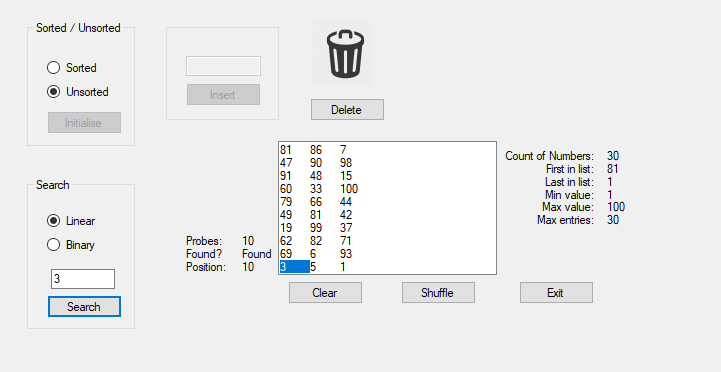 Sorted / Unsorted
Sorted
Unsorted
Initialise
Insert
Delete
Search
Linear
Binary
3
Search
Probes: 10
Found? Found
Position: 10
81 86 7
47 90 98
91 48 15
60 33 100
79 66 44
49 81 42
19 99 37
62 82 71
69 6 93
3 5 1
Count of Numbers: 30
First in list: 81
Last in list: 1
Min value: 1
Max value: 100
Max entries: 30
Clear
Shuffle
Exit